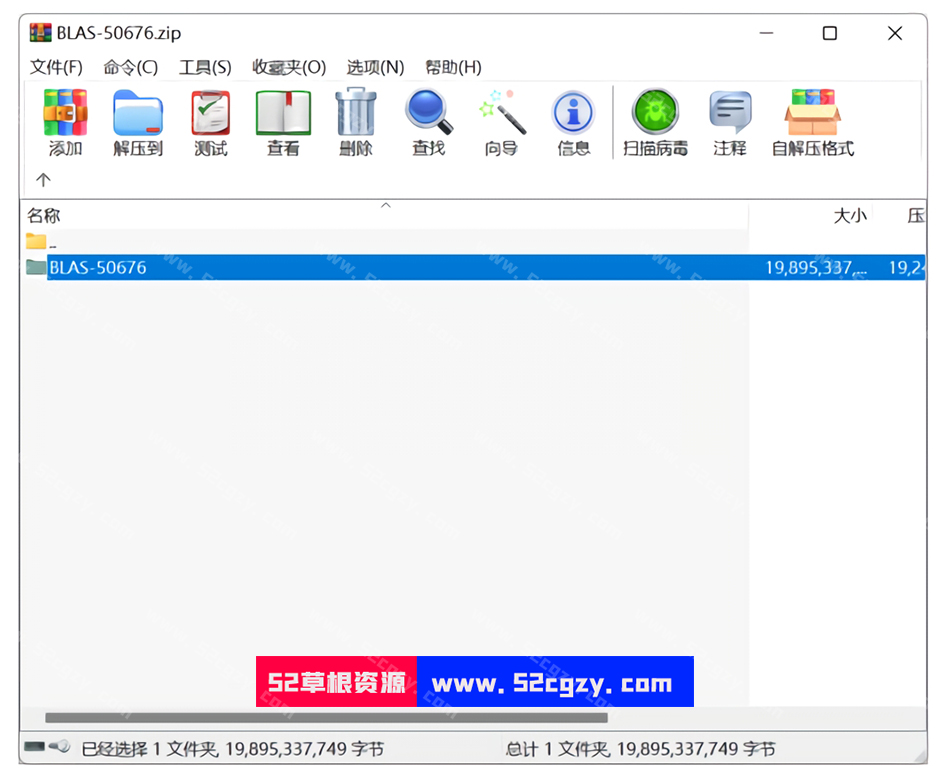 BLAS-50676.zip
文件(F) 命令(C) 工具(S) 收藏夹(O) 选项(N) 帮助(H)
添加 解压到 测试 查看 删除 查找 向导 信息 扫描病毒 注释 自解压格式
名称 大小 压
..
BLAS-50676 19,895,337,... 19,24
52草根资源 www.52cgzy.com
已经选择 1 文件夹, 19,895,337,749 字节 总计 1 文件夹, 19,895,337,749 字节